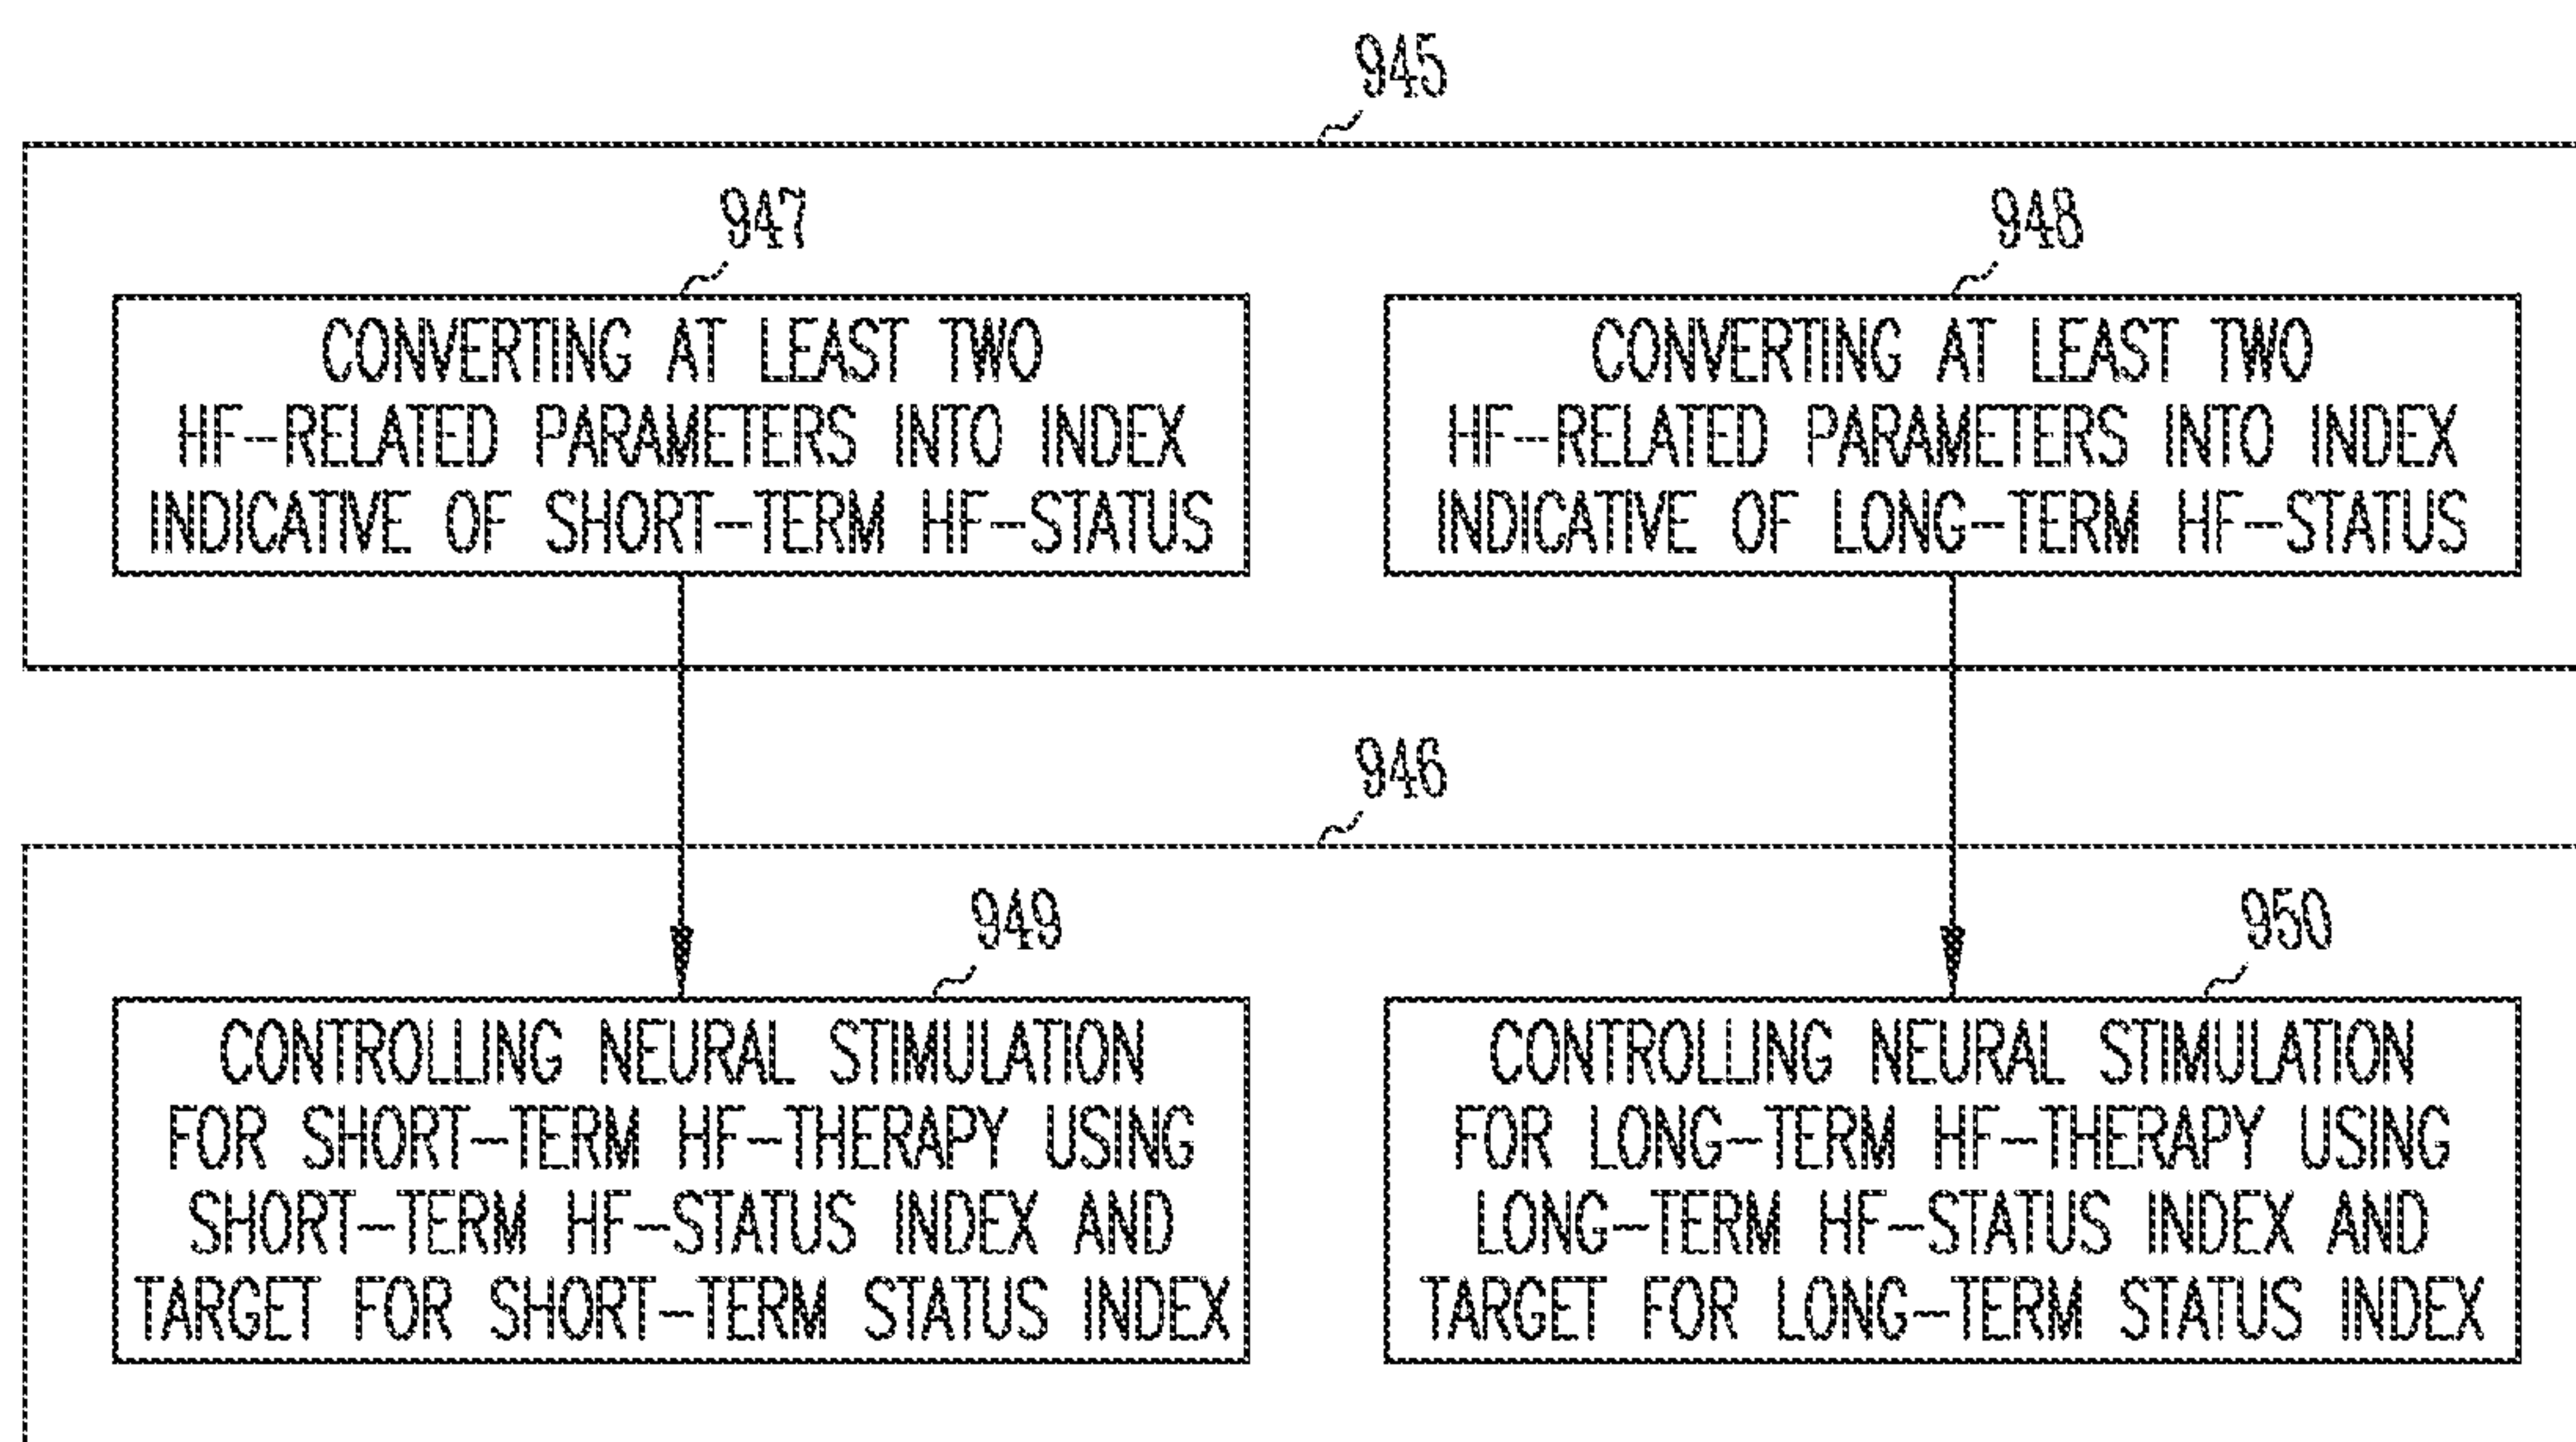 945
947
CONVERTING AT LEAST TWO
HF-RELATED PARAMETERS INTO INDEX
INDICATIVE OF SHORT-TERM HF-STATUS
948
CONVERTING AT LEAST TWO
HF-RELATED PARAMETERS INTO INDEX
INDICATIVE OF LONG-TERM HF-STATUS
946
949
CONTROLLING NEURAL STIMULATION
FOR SHORT-TERM HF-THERAPY USING
SHORT-TERM HF-STATUS INDEX AND
TARGET FOR SHORT-TERM STATUS INDEX
950
CONTROLLING NEURAL STIMULATION
FOR LONG-TERM HF-THERAPY USING
LONG-TERM HF-STATUS INDEX AND
TARGET FOR LONG-TERM STATUS INDEX